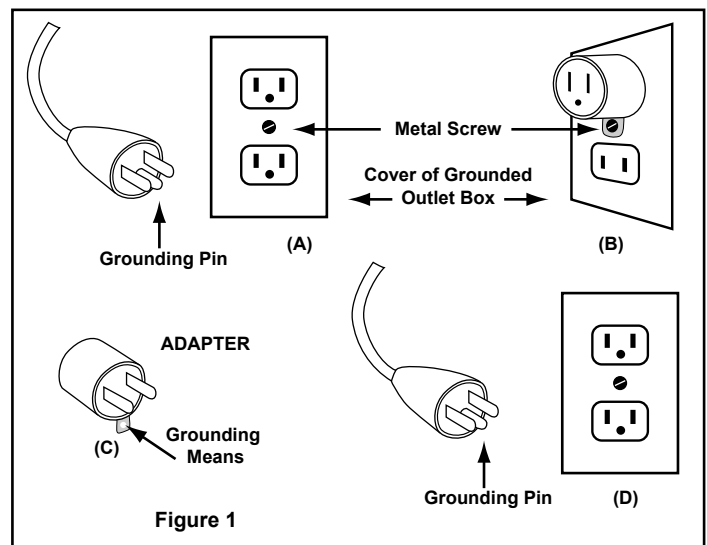 Metal Screw
Cover of Grounded
Outlet Box
(A)
(B)
Grounding Pin
ADAPTER
(C)
Grounding
Means
Grounding Pin
(D)
Figure 1